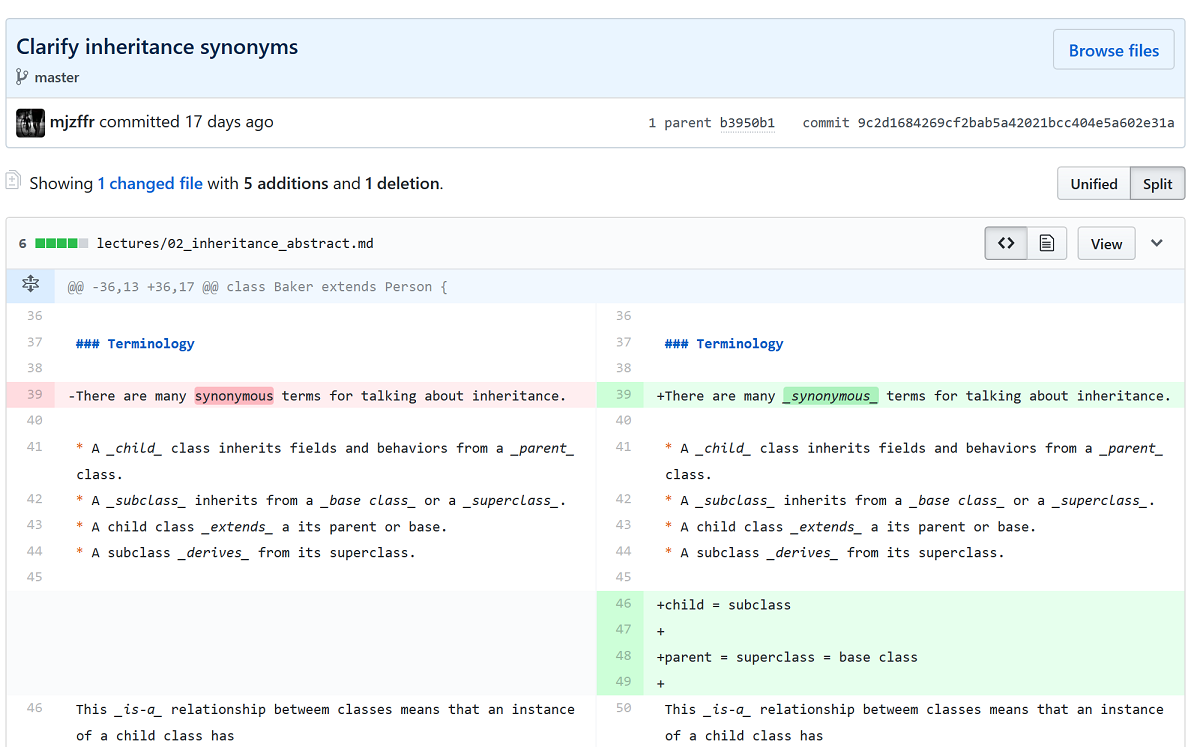 Clarify inheritance synonyms
Browse files
master
mjzffr committed 17 days ago
1 parent b3950b1 commit 9c2d1684269cf2bab5a42021bcc404e5a602e31a
Showing 1 changed file with 5 additions and 1 deletion.
Unified Split
6 lectures/02_inheritance_abstract.md
<> View
@@ -36,13 +36,17 @@ class Baker extends Person {
36
37 ### Terminology
38
39 -There are many synonymous terms for talking about inheritance.
40
41 * A _child_ class inherits fields and behaviors from a _parent_
class.
42 * A _subclass_ inherits from a _base class_ or a _superclass_.
43 * A child class _extends_ a its parent or base.
44 * A subclass _derives_ from its superclass.
45
46 This _is-a_ relationship betweem classes means that an instance
of a child class has
36
37 ### Terminology
38
39 +There are many _synonymous_ terms for talking about inheritance.
40
41 * A _child_ class inherits fields and behaviors from a _parent_
class.
42 * A _subclass_ inherits from a _base class_ or a _superclass_.
43 * A child class _extends_ a its parent or base.
44 * A subclass _derives_ from its superclass.
45
46 +child = subclass
47 +
48 +parent = superclass = base class
49 +
50 This _is-a_ relationship betweem classes means that an instance
of a child class has